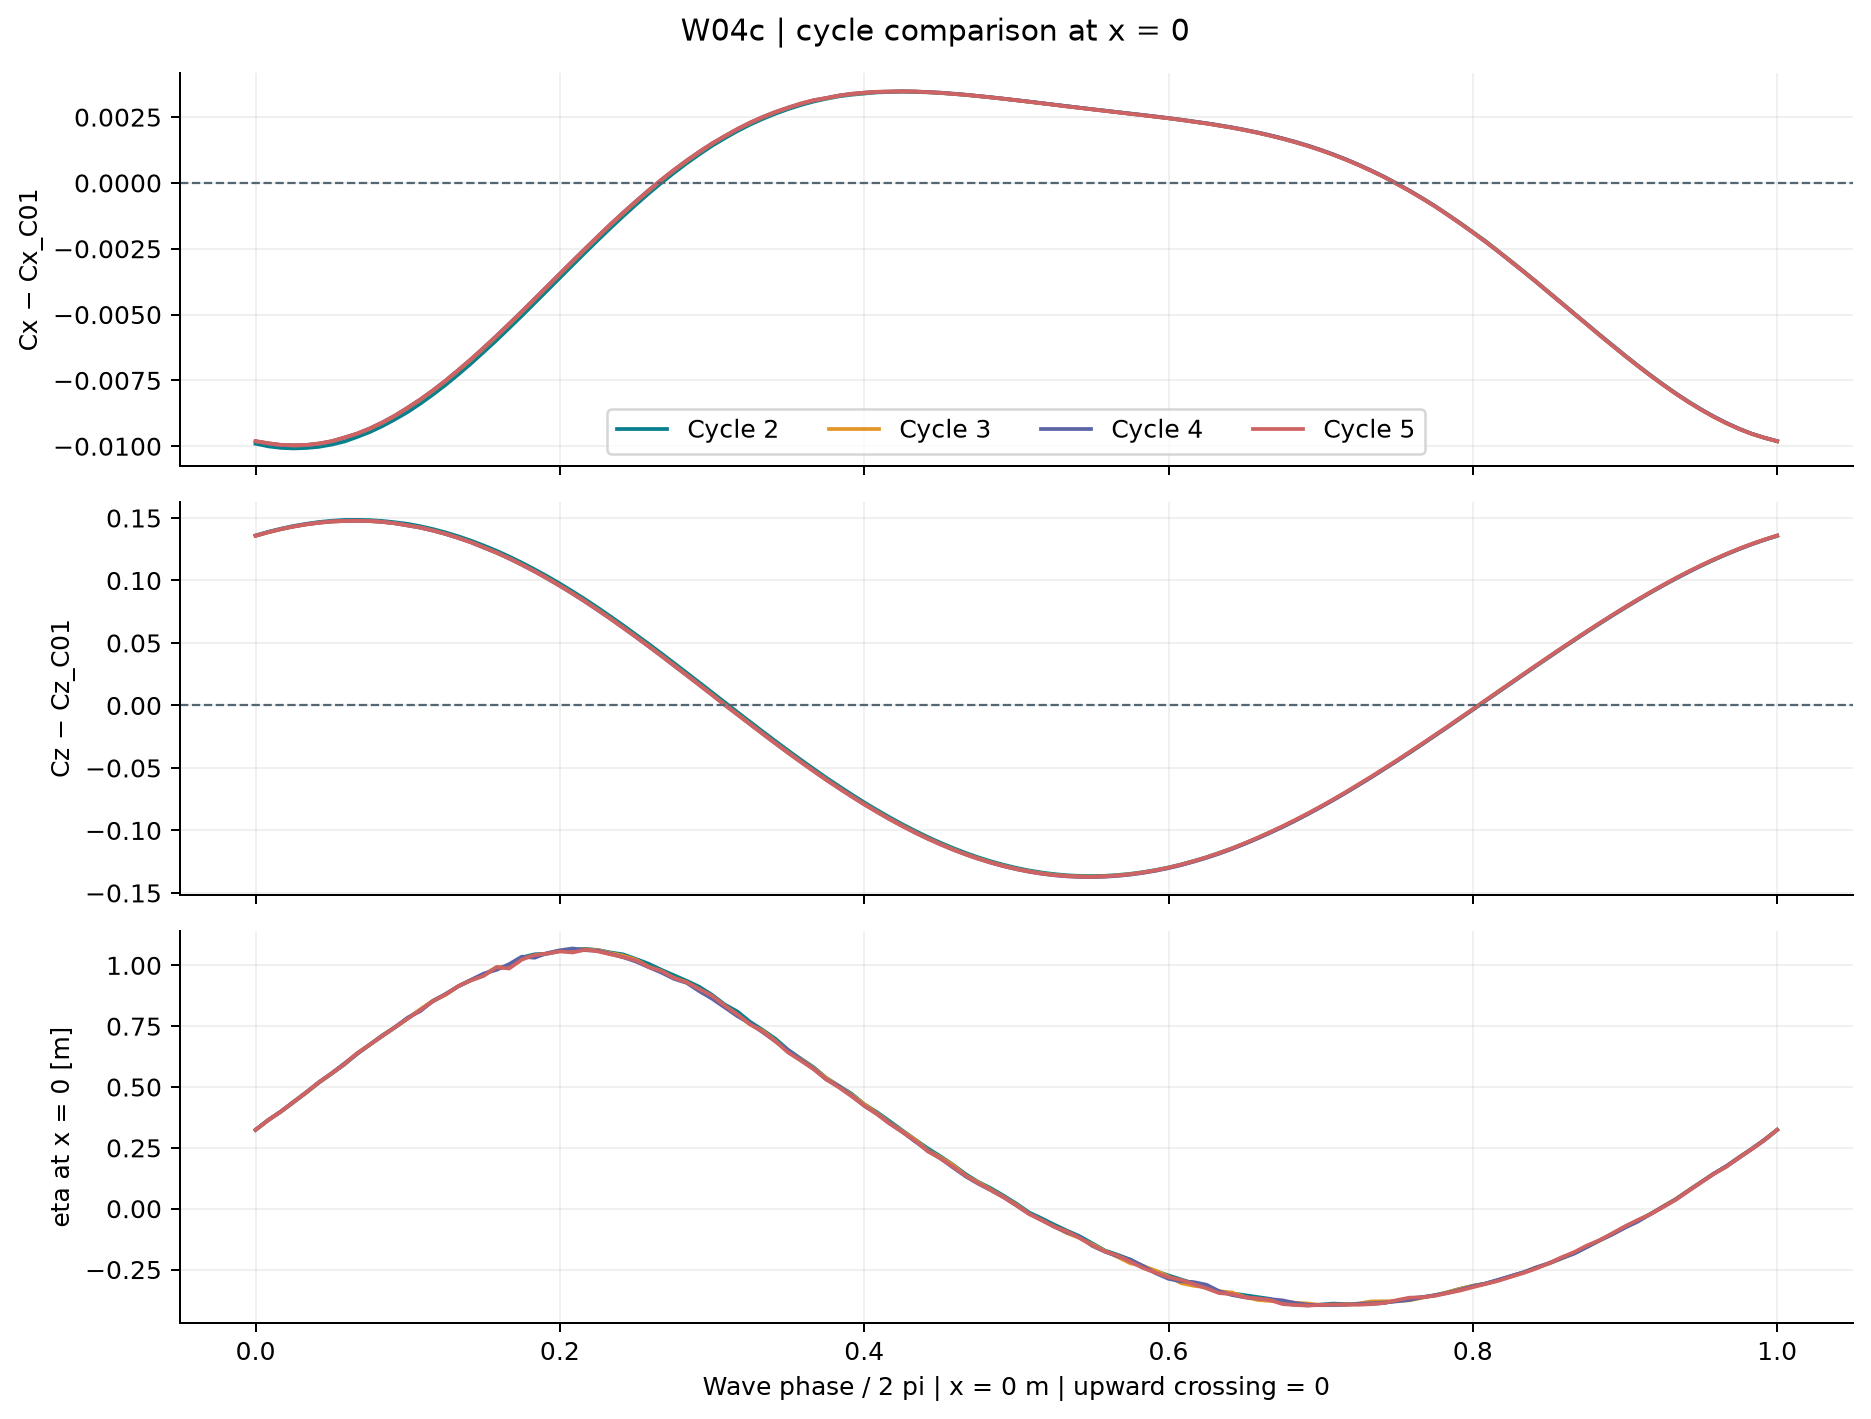 W04c | cycle comparison at x = 0
Cx − Cx_C01
0.0025
0.0000
−0.0025
−0.0050
−0.0075
−0.0100
Cycle 2
Cycle 3
Cycle 4
Cycle 5
Cz − Cz_C01
0.15
0.10
0.05
0.00
−0.05
−0.10
−0.15
eta at x = 0 [m]
1.00
0.75
0.50
0.25
0.00
−0.25
0.0 0.2 0.4 0.6 0.8 1.0
Wave phase / 2 pi | x = 0 m | upward crossing = 0